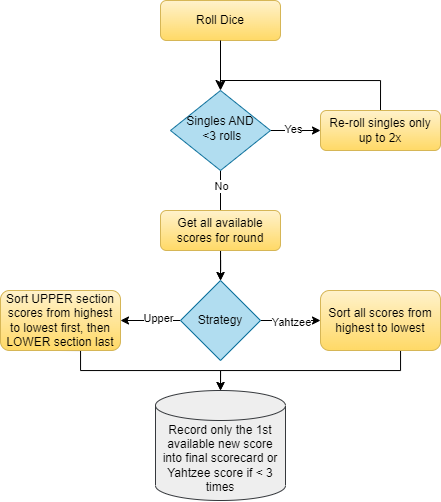 Roll Dice
Singles AND
<3 rolls
Yes
Re-roll singles only
up to 2x
No
Get all available
scores for round
Sort UPPER section
scores from highest
to lowest first, then
LOWER section last
Upper
Strategy
Yahtzee
Sort all scores from
highest to lowest
Record only the 1st
available new score
into final scorecard or
Yahtzee score if < 3
times